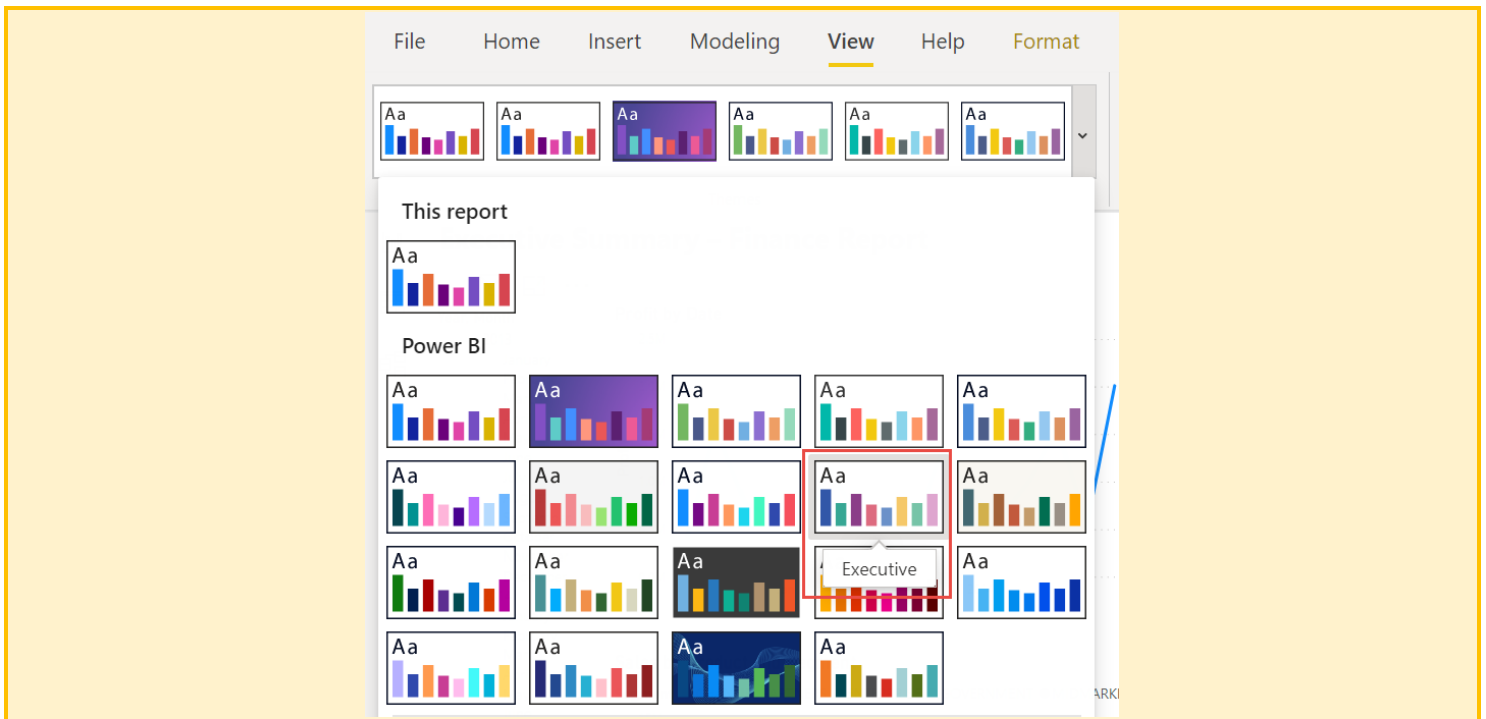 File Home Insert Modeling View Help Format
Aa Aa Aa Aa Aa Aa
This report
Aa
Power BI
Aa Aa Aa Aa Aa
Aa Aa Aa Aa Aa
Aa Aa Aa Aa
Executive
Aa Aa Aa Aa